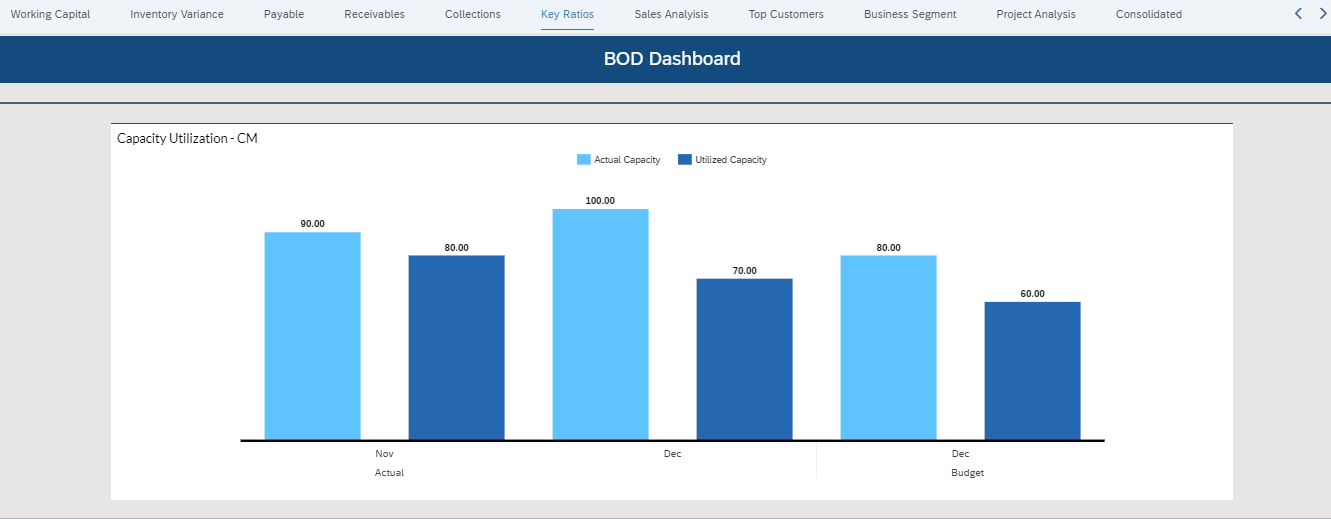 Working Capital Inventory Variance Payable Receivables Collections Key Ratios Sales Analyisis Top Customers Business Segment Project Analysis Consolidated
BOD Dashboard
Capacity Utilization - CM
Actual Capacity Utilized Capacity
100.00
90.00
80.00 80.00
70.00
60.00
Nov Dec Dec
Actual Budget